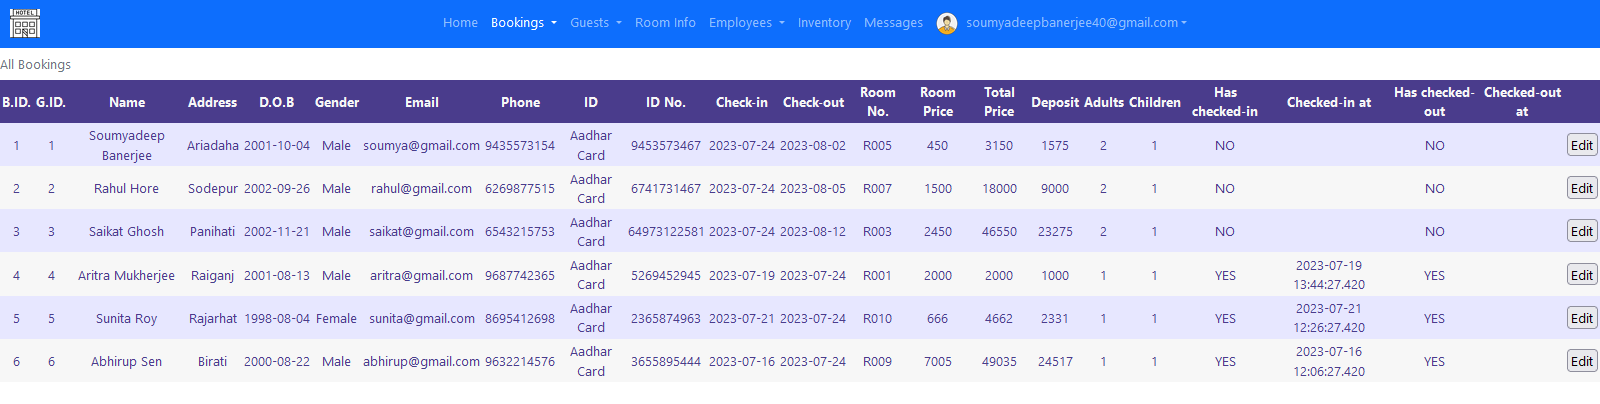 HOTEL
Home Bookings Guests Room Info Employees Inventory Messages soumyadeepbanerjee40@gmail.com
All Bookings
B.ID. G.ID. Name Address D.O.B Gender Email Phone ID ID No. Check-in Check-out Room No. Room Price Total Price Deposit Adults Children Has checked-in Checked-in at Has checked-out Checked-out at
1 1 Soumyadeep Banerjee Ariadaha 2001-10-04 Male soumya@gmail.com 9435573154 Aadhar Card 9453573467 2023-07-24 2023-08-02 R005 450 3150 1575 2 1 NO NO Edit
2 2 Rahul Hore Sodepur 2002-09-26 Male rahul@gmail.com 6269877515 Aadhar Card 6741731467 2023-07-24 2023-08-05 R007 1500 18000 9000 2 1 NO NO Edit
3 3 Saikat Ghosh Panihati 2002-11-21 Male saikat@gmail.com 6543215753 Aadhar Card 64973122581 2023-07-24 2023-08-12 R003 2450 46550 23275 2 1 NO NO Edit
4 4 Aritra Mukherjee Raiganj 2001-08-13 Male aritra@gmail.com 9687742365 Aadhar Card 5269452945 2023-07-19 2023-07-24 R001 2000 2000 1000 1 1 YES 2023-07-19 13:44:27.420 YES Edit
5 5 Sunita Roy Rajarhat 1998-08-04 Female sunita@gmail.com 8695412698 Aadhar Card 2365874963 2023-07-21 2023-07-24 R010 666 4662 2331 1 1 YES 2023-07-21 12:26:27.420 YES Edit
6 6 Abhirup Sen Birati 2000-08-22 Male abhirup@gmail.com 9632214576 Aadhar Card 3655895444 2023-07-16 2023-07-24 R009 7005 49035 24517 1 1 YES 2023-07-16 12:06:27.420 YES Edit